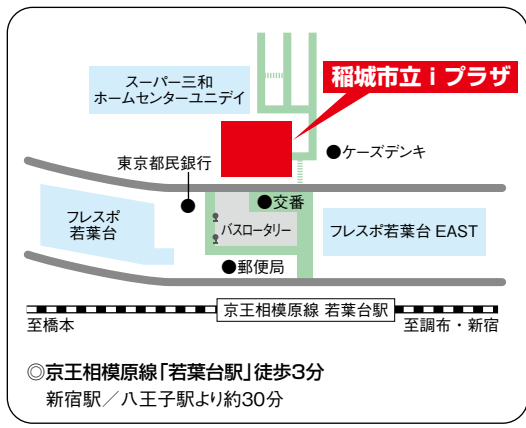 稲城市立 i プラザ
スーパー三和
ホームセンターユニディ
●ケーズデンキ
東京都民銀行
●交番
フレスポ
若葉台
バスロータリー
フレスポ若葉台 EAST
●郵便局
京王相模原線 若葉台駅
至橋本
至調布・新宿
◎京王相模原線「若葉台駅」徒歩3分
新宿駅／八王子駅より約30分